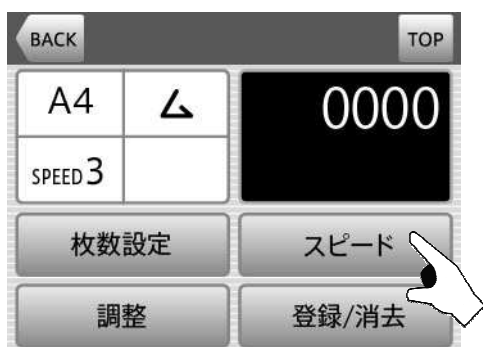 BACK
TOP
A4 ム 0000
SPEED 3
枚数設定 スピード
調整 登録/消去